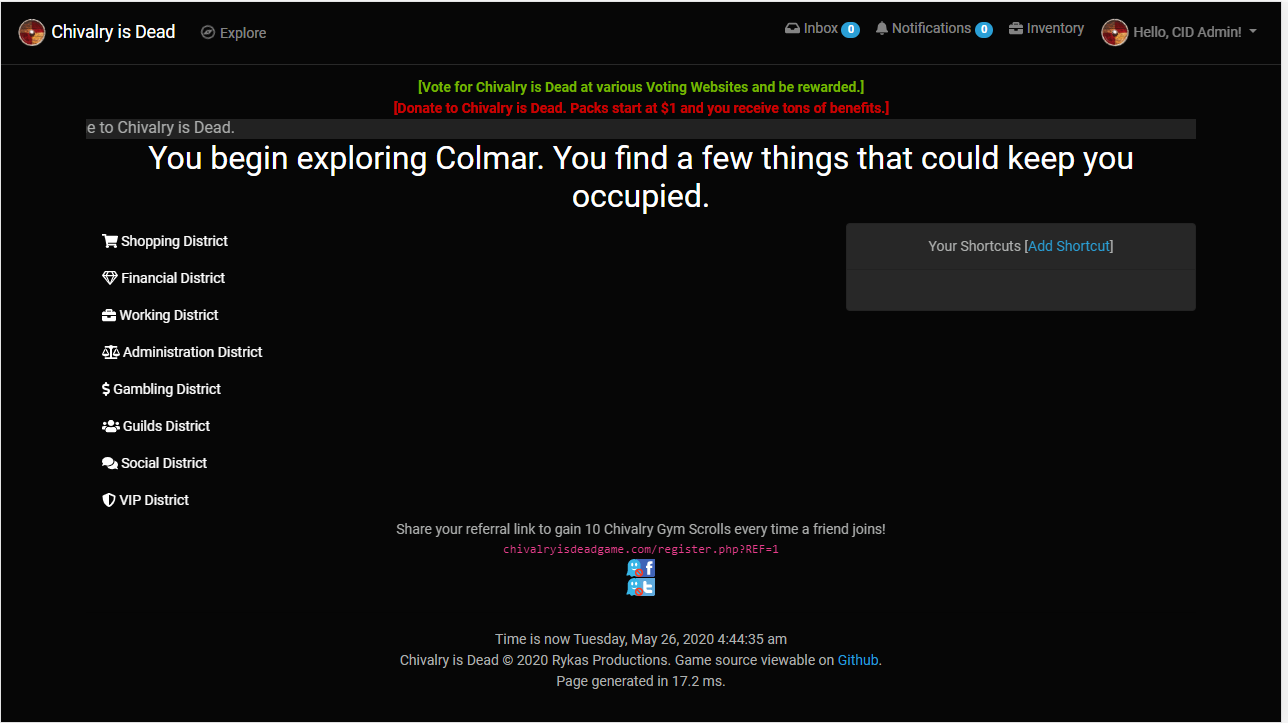 Chivalry is Dead
Explore
Inbox 0
Notifications 0
Inventory
Hello, CID Admin!
[Vote for Chivalry is Dead at various Voting Websites and be rewarded.]
[Donate to Chivalry is Dead. Packs start at $1 and you receive tons of benefits.]
e to Chivalry is Dead.
You begin exploring Colmar. You find a few things that could keep you
occupied.
Shopping District
Financial District
Working District
Administration District
Gambling District
Guilds District
Social District
VIP District
Your Shortcuts [Add Shortcut]
Share your referral link to gain 10 Chivalry Gym Scrolls every time a friend joins!
chivalryisdeadgame.com/register.php?REF=1
Time is now Tuesday, May 26, 2020 4:44:35 am
Chivalry is Dead © 2020 Rykas Productions. Game source viewable on Github.
Page generated in 17.2 ms.